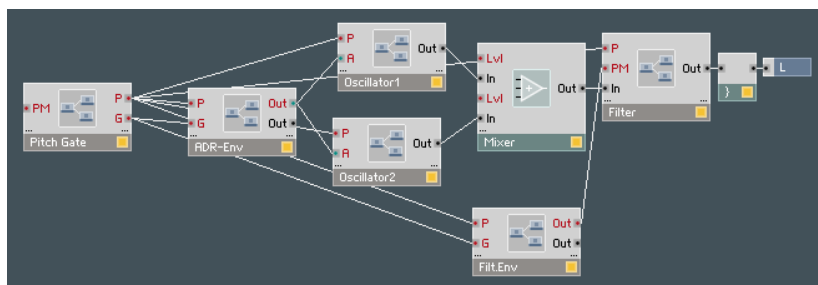 PM
P
G
...
...
Pitch Gate
P
G
Out
Out
...
...
ADR-Env
P
A
Out
...
...
Oscillator1
P
A
Out
...
...
Oscillator2
Lvl
In
Lvl
In
Out
...
...
Mixer
P
G
Out
Out
...
...
Filt.Env
P
PM
In
Out
...
...
Filter
}
L